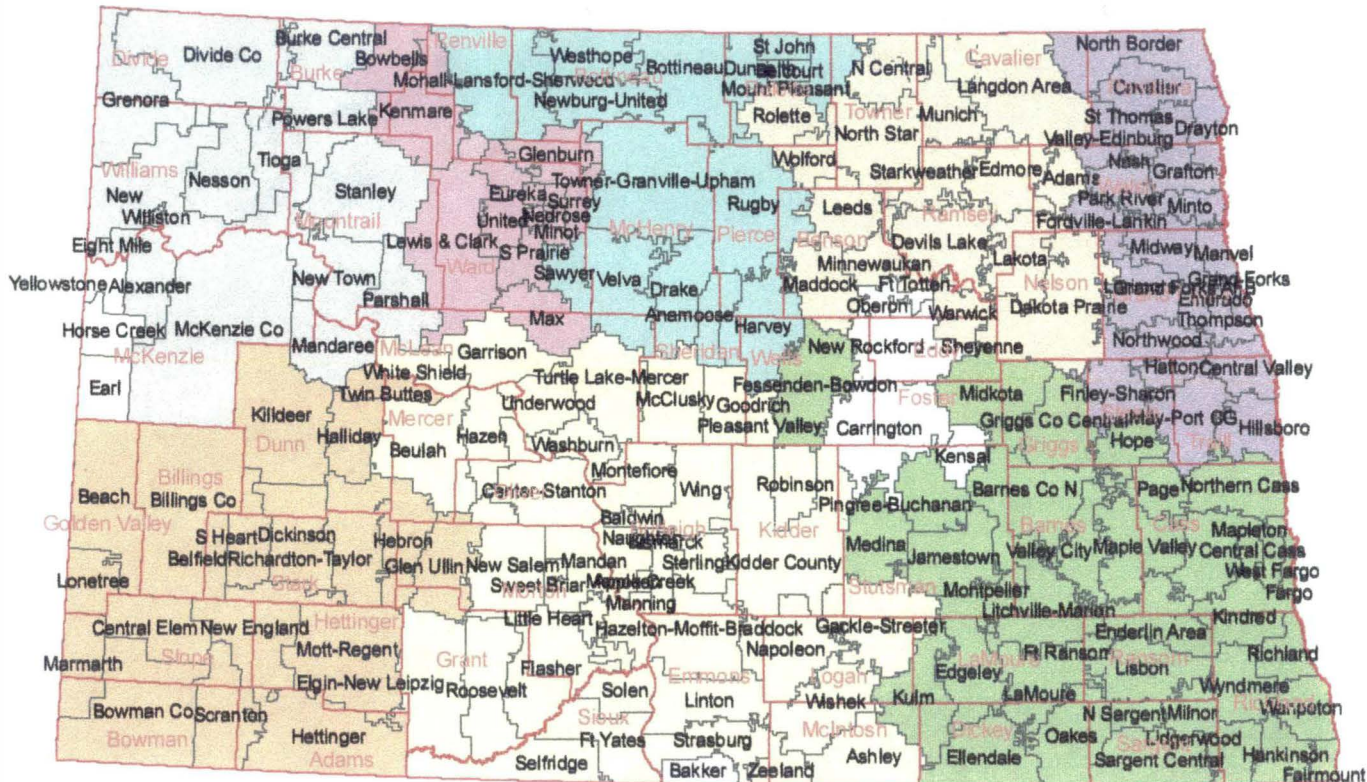 North Border
Burke Central
St John
Divide Co
Bowbells
Renville
Westhope
N Central
Cavalier
Divide
Burke
Bottineau
Belcourt
Mohall-Lansford-Sherwood
Mount Pleasant
Langdon Area
Cavalier
Grenora
Newburg-United
Kenmare
Powers Lake
Rolette
Towner
Munich
St Thomas
Drayton
North Star
Valley-Edinburg
Tioga
Glenburn
Wolford
Nash
Williams
Nesson
Stanley
Eureka
Towner-Granville-Upham
Starkweather
Edmore
Adams
Grafton
New
Surrey
Rugby
Leeds
Park River
Minto
Williston
Mountrail
United
Nedrose
McHenry
Pierce
Ramsey
Fordville-Lankin
Minot
Eight Mile
Lewis & Clark
S Prairie
Benson
Devils Lake
Lakota
Midway
Manvel
Ward
Sawyer
Minnewaukan
Yellowstone
Alexander
New Town
Velva
Drake
Maddock
Ft Totten
Nelson
Grand Forks
Parshall
Oberon
Warwick
Dakota Prairie
Emerado
Horse Creek
McKenzie Co
Max
Anamoose
Harvey
Thompson
McKenzie
Mandaree
McLean
Garrison
Sheridan
Wells
New Rockford
Eddy
Sheyenne
Northwood
Earl
White Shield
Turtle Lake-Mercer
Fessenden-Bowdon
Hatton
Central Valley
Twin Buttes
Underwood
McClusky
Goodrich
Foster
Midkota
Finley-Sharon
Killdeer
Mercer
Pleasant Valley
Carrington
Griggs Co Central
May-Port CG
Hillsboro
Dunn
Halliday
Beulah
Hazen
Washburn
Griggs
Hope
Traill
Billings
Montefiore
Kensal
Beach
Billings Co
Center-Stanton
Wing
Robinson
Pingree-Buchanan
Barnes Co N
Page
Northern Cass
Golden Valley
Baldwin
Kidder
Barnes
Cass
Mapleton
S Heart
Dickinson
Hebron
Naughton
Bismarck
Medina
Jamestown
Valley City
Maple Valley
Central Cass
Belfield
Richardton-Taylor
Glen Ullin
New Salem
Mandan
Sterling
Kidder County
West Fargo
Lonetree
Stark
Sweet Briar
Morton
Stutsman
Montpelier
Fargo
Manning
Litchville-Marion
Little Heart
Kindred
Central Elem
New England
Hettinger
Hazelton-Moffit-Braddock
Gackle-Streeter
Enderlin Area
Marmarth
Slope
Mott-Regent
Grant
Flasher
Napoleon
LaMoure
Ft Ransom
Ransom
Richland
Elgin-New Leipzig
Roosevelt
Emmons
Logan
Edgeley
Lisbon
Solen
Linton
Wishek
Kulm
LaMoure
Wyndmere
Bowman Co
Scranton
Sioux
McIntosh
N Sargent
Milnor
Wahpeton
Bowman
Hettinger
Ft Yates
Strasburg
Dickey
Oakes
Lidgerwood
Adams
Selfridge
Bakker
Zeeland
Ashley
Ellendale
Sargent Central
Hankinson
Fairmount